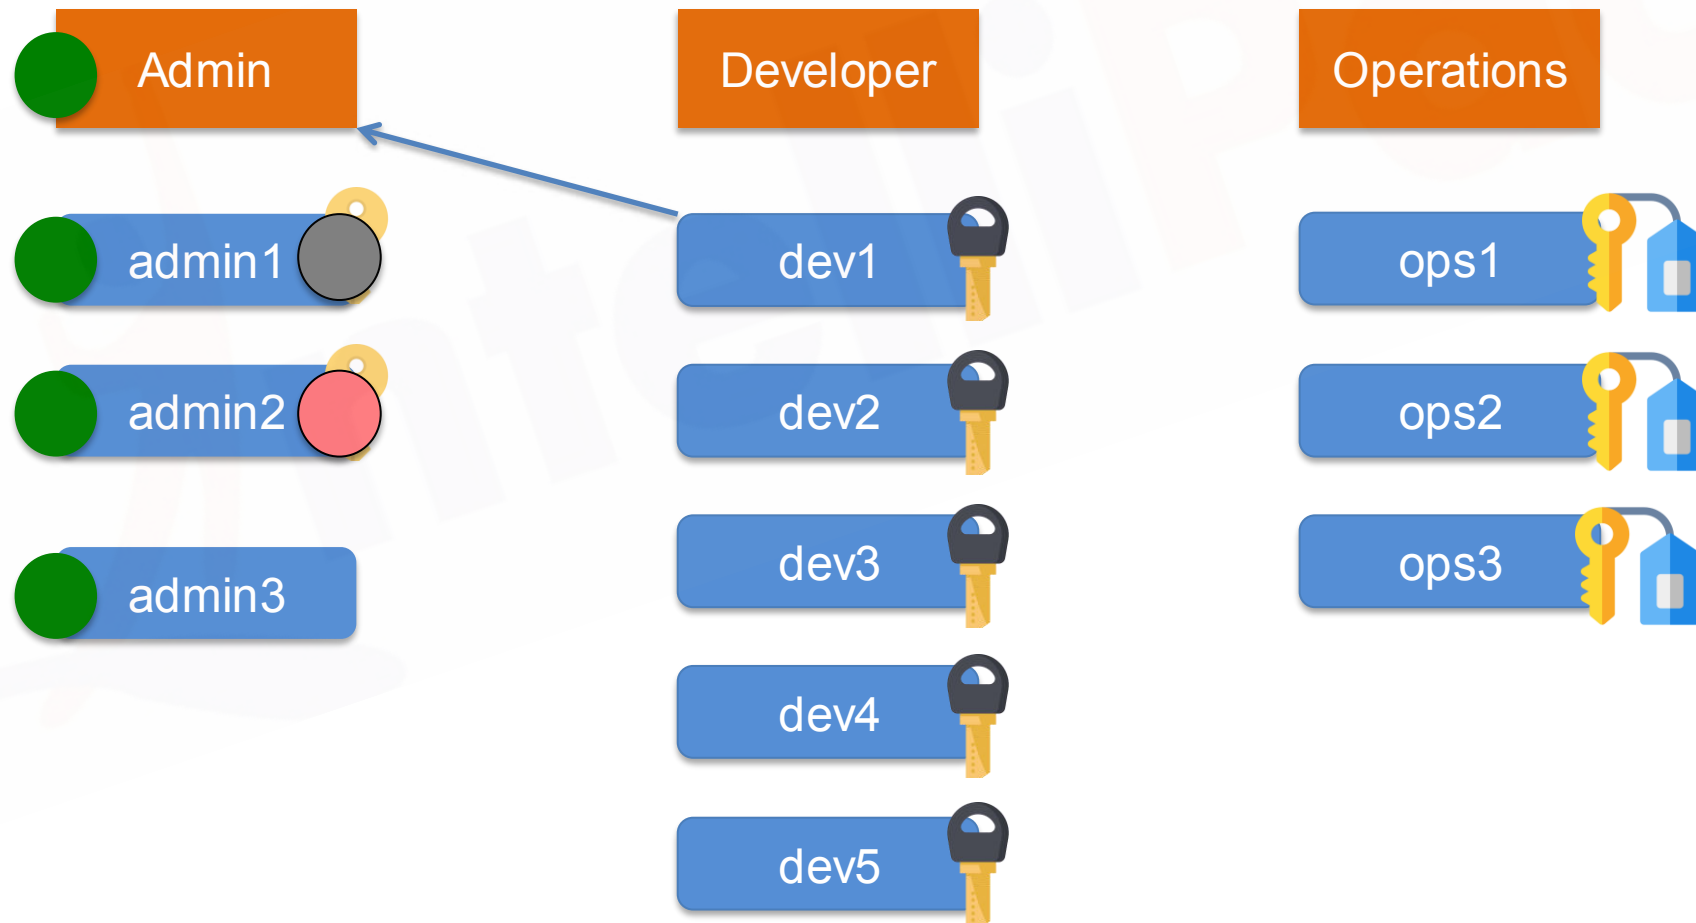 Admin
Developer
Operations
admin1
dev1
ops1
admin2
dev2
ops2
admin3
dev3
ops3
dev4
dev5